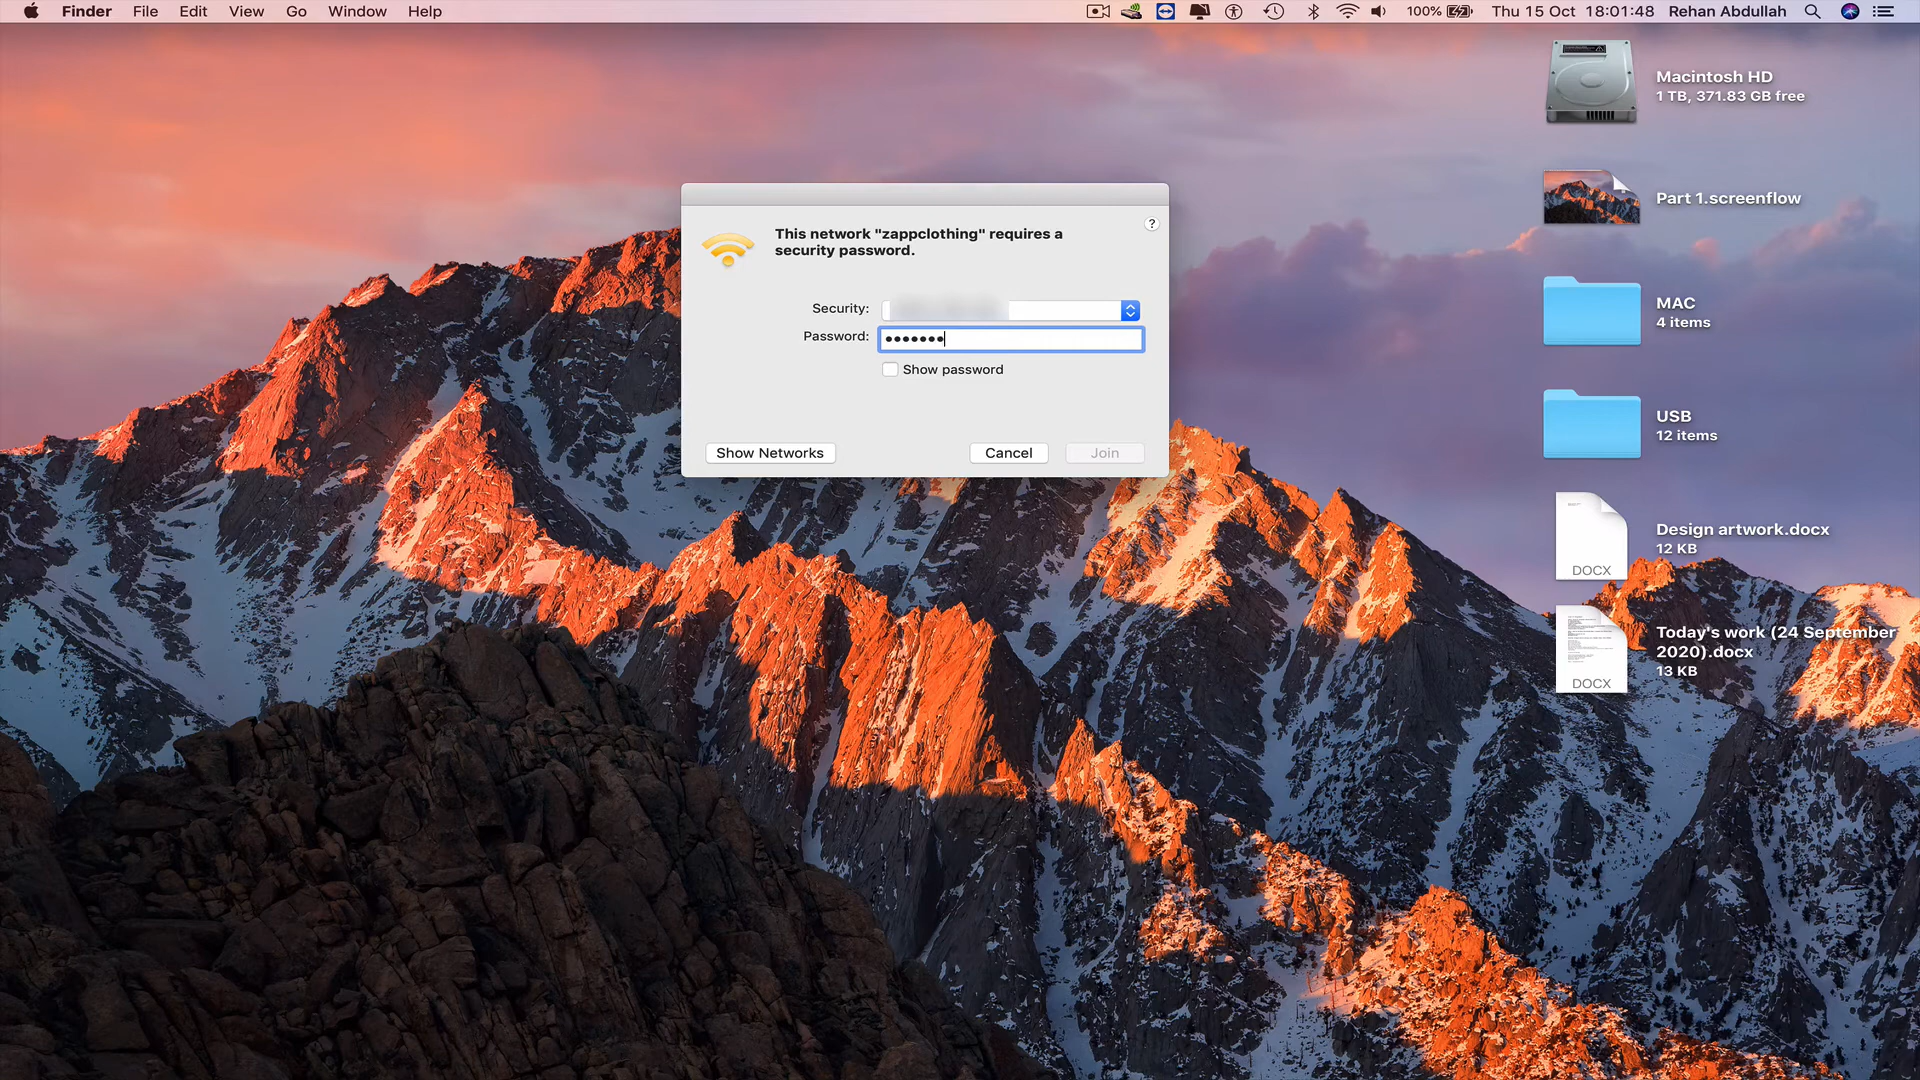 Finder File Edit View Go Window Help 100% Thu 15 Oct 18:01:48 Rehan Abdullah
Macintosh HD
1 TB, 371.83 GB free
Part 1.screenflow
?
This network "zappclothing" requires a
security password.
Security:
Password: •••••••
Show password
Show Networks Cancel Join
MAC
4 items
USB
12 items
Design artwork.docx
12 KB
DOCX
Today's work (24 September
2020).docx
13 KB
DOCX